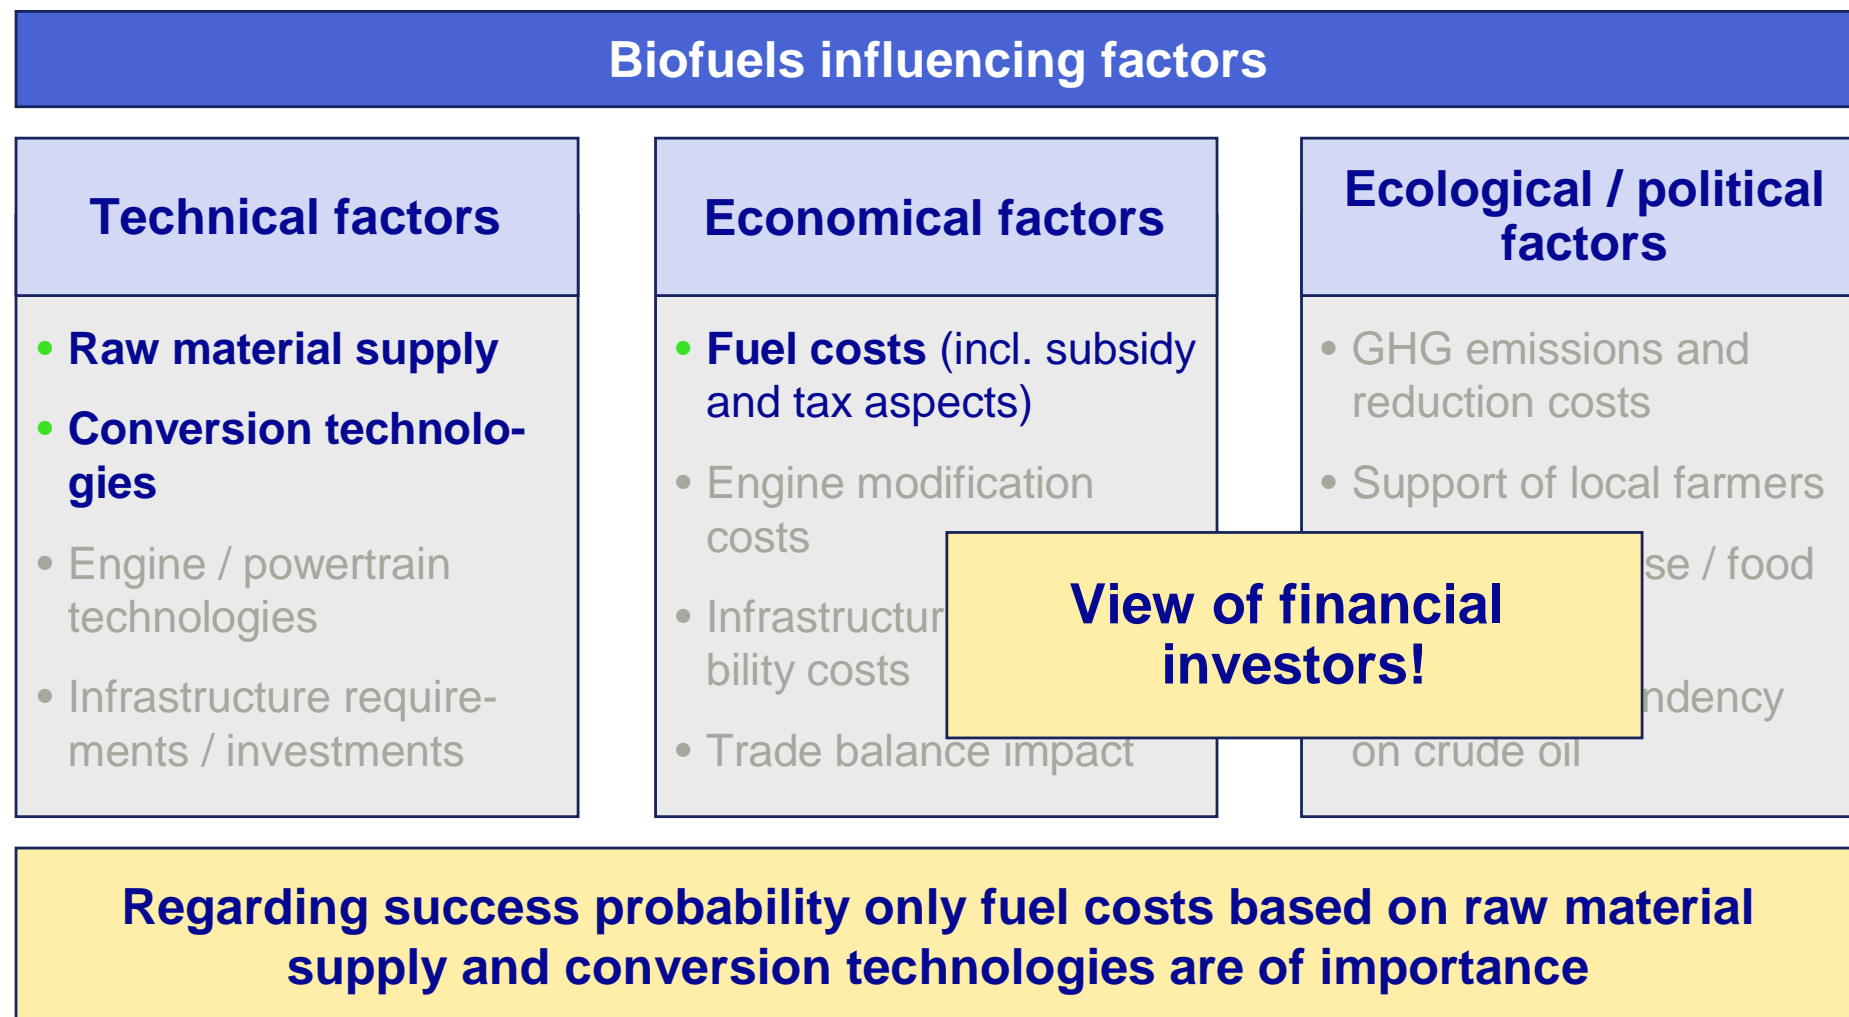 Biofuels influencing factors
Technical factors
• Raw material supply
• Conversion technolo-
gies
• Engine / powertrain
technologies
• Infrastructure require-
ments / investments
Economical factors
• Fuel costs (incl. subsidy
and tax aspects)
• Engine modification
costs
• Infrastructur
bility costs
• Trade balance impact
Ecological / political
factors
• GHG emissions and
reduction costs
• Support of local farmers
se / food
ndency
on crude oil
View of financial
investors!
Regarding success probability only fuel costs based on raw material
supply and conversion technologies are of importance